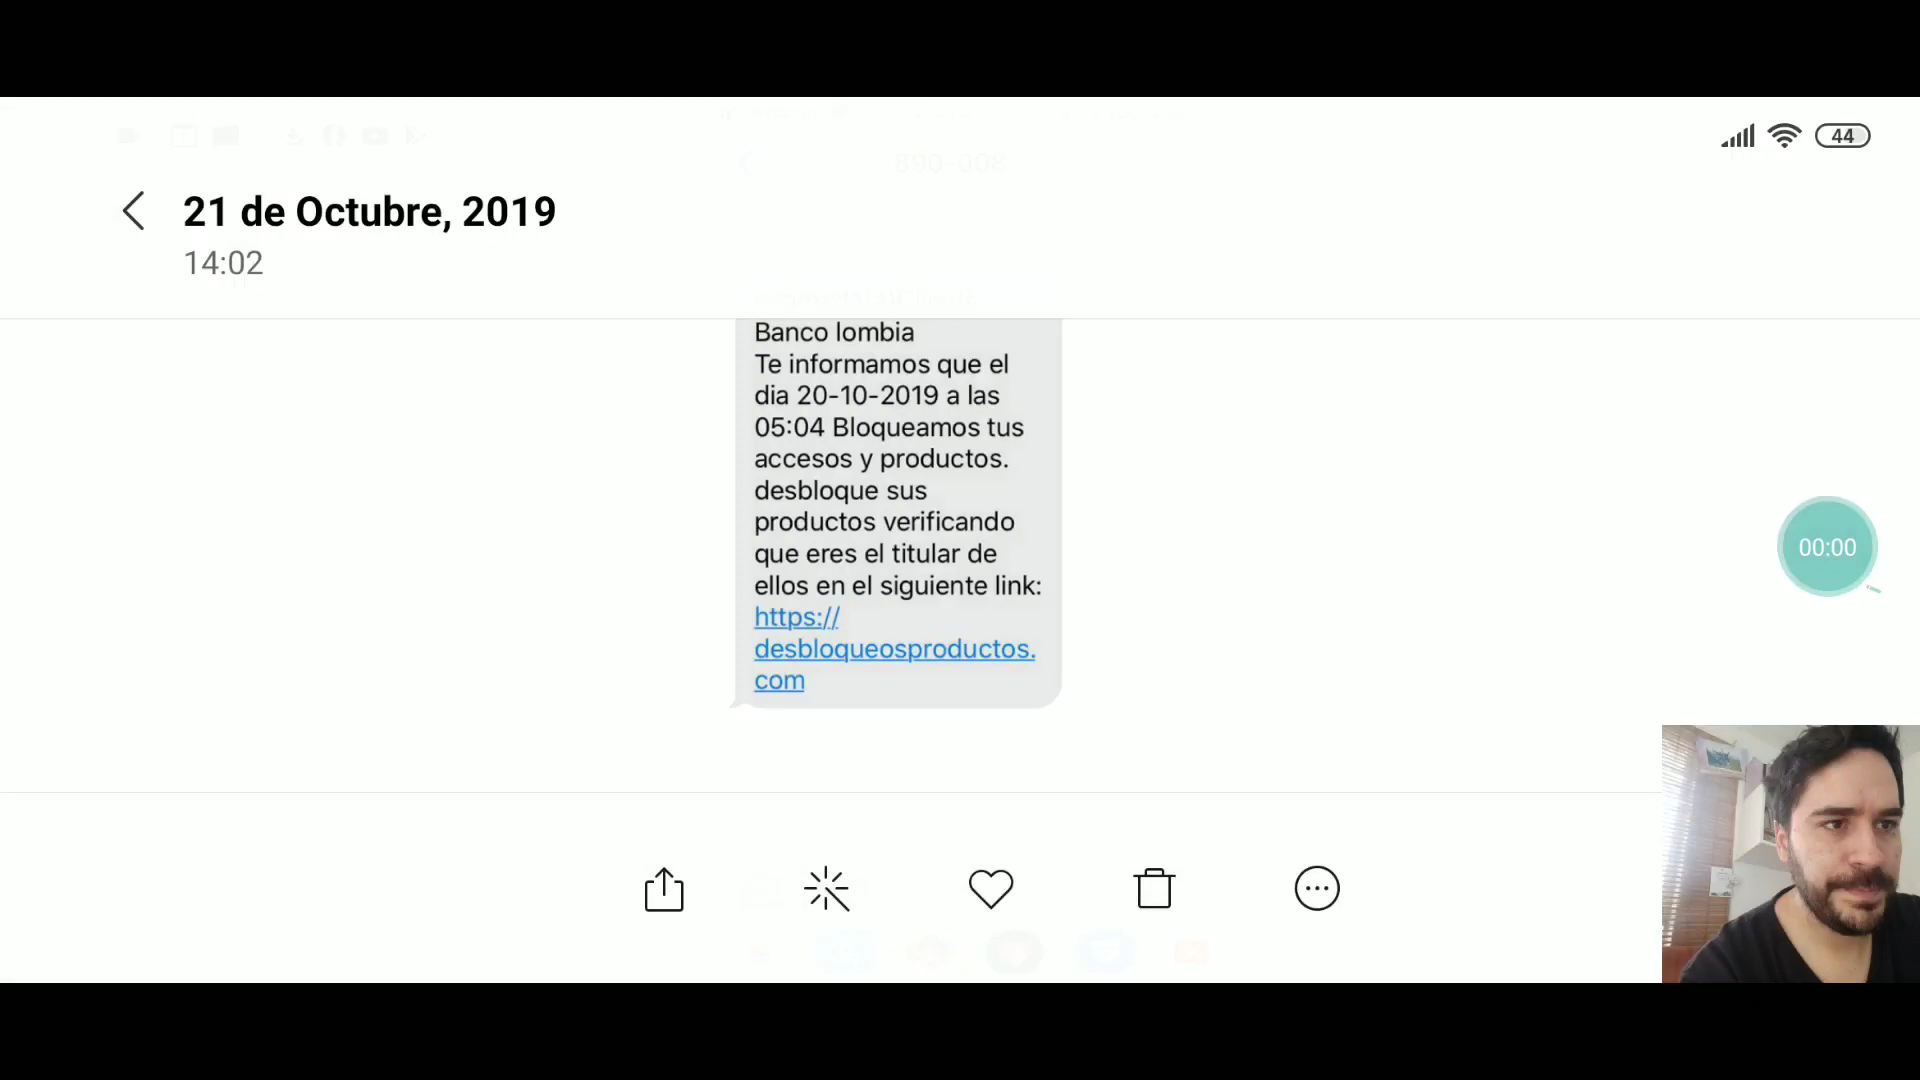 44
21 de Octubre, 2019
14:02
890-008
Banco lombia
Te informamos que el
dia 20-10-2019 a las
05:04 Bloqueamos tus
accesos y productos.
desbloque sus
productos verificando
que eres el titular de
ellos en el siguiente link:
https://
desbloqueosproductos.
com
00:00